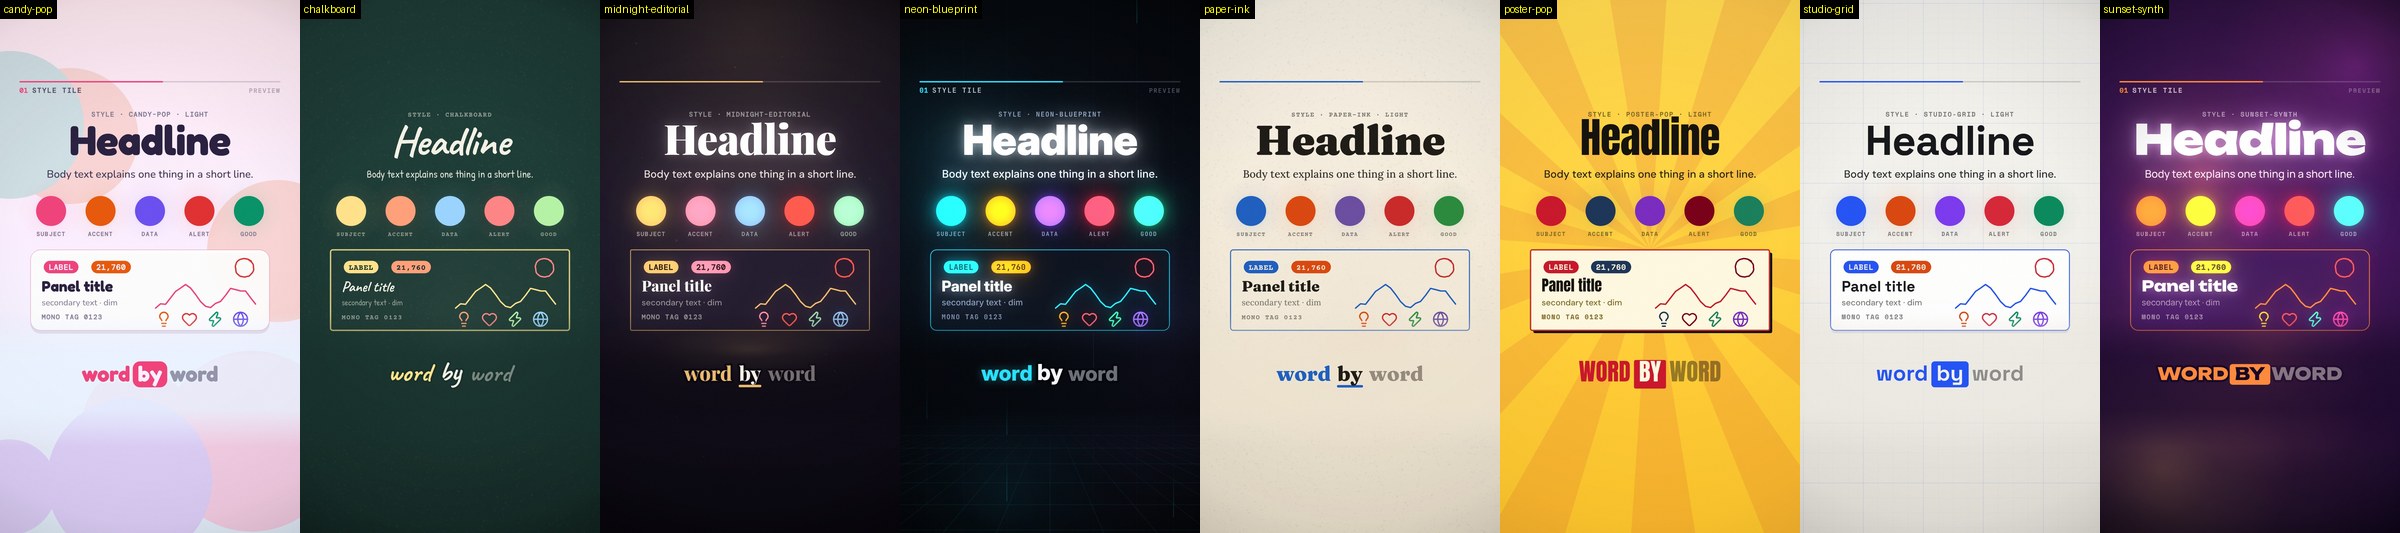 candy-pop
01 STYLE TILE
PREVIEW
STYLE · CANDY-POP · LIGHT
Headline
Body text explains one thing in a short line.
SUBJECT ACCENT DATA ALERT GOOD
LABEL 21,760
Panel title
secondary text · dim
MONO TAG 0123
word by word
chalkboard
STYLE · CHALKBOARD
Headline
Body text explains one thing in a short line.
SUBJECT ACCENT DATA ALERT GOOD
LABEL 21,760
Panel title
secondary text · dim
MONO TAG 0123
word by word
midnight-editorial
STYLE · MIDNIGHT-EDITORIAL
Headline
Body text explains one thing in a short line.
SUBJECT ACCENT DATA ALERT GOOD
LABEL 21,760
Panel title
secondary text · dim
MONO TAG 0123
word by word
neon-blueprint
01 STYLE TILE
PREVIEW
STYLE · NEON-BLUEPRINT
Headline
Body text explains one thing in a short line.
SUBJECT ACCENT DATA ALERT GOOD
LABEL 21,760
Panel title
secondary text · dim
MONO TAG 0123
word by word
paper-ink
STYLE · PAPER-INK · LIGHT
Headline
Body text explains one thing in a short line.
SUBJECT ACCENT DATA ALERT GOOD
LABEL 21,760
Panel title
secondary text · dim
MONO TAG 0123
word by word
poster-pop
STYLE · POSTER-POP · LIGHT
Headline
Body text explains one thing in a short line.
SUBJECT ACCENT DATA ALERT GOOD
LABEL 21,760
Panel title
secondary text · dim
MONO TAG 0123
WORD BY WORD
studio-grid
STYLE · STUDIO-GRID · LIGHT
Headline
Body text explains one thing in a short line.
SUBJECT ACCENT DATA ALERT GOOD
LABEL 21,760
Panel title
secondary text · dim
MONO TAG 0123
word by word
sunset-synth
01 STYLE TILE
PREVIEW
STYLE · SUNSET-SYNTH
Headline
Body text explains one thing in a short line.
SUBJECT ACCENT DATA ALERT GOOD
LABEL 21,760
Panel title
secondary text · dim
MONO TAG 0123
WORD BY WORD